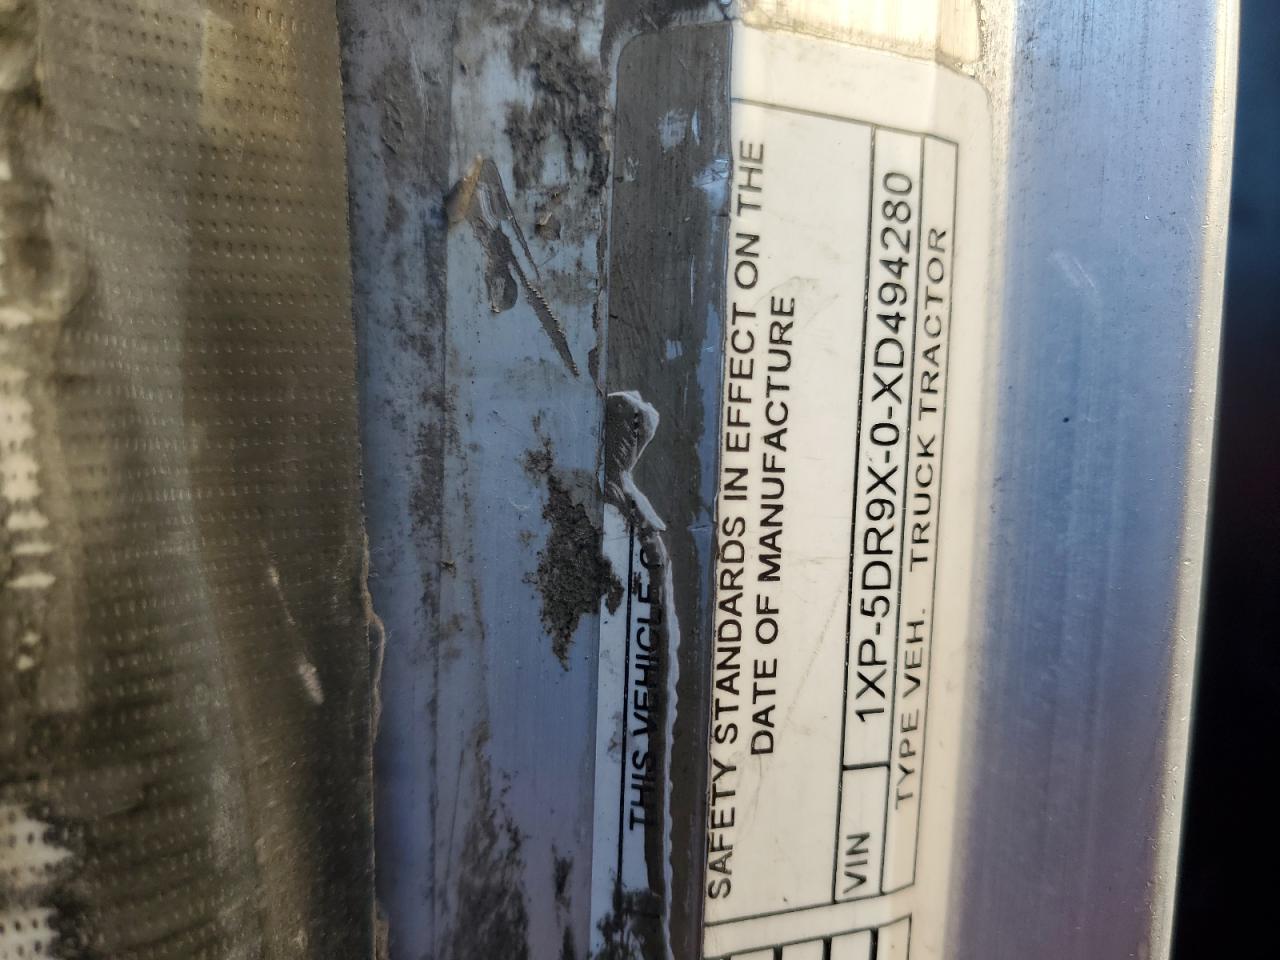 THIS VEHICLE
SAFETY STANDARDS IN EFFECT ON THE
DATE OF MANUFACTURE
VIN 1XP-5DR9X-0-XD494280
TYPE VEH. TRUCK TRACTOR